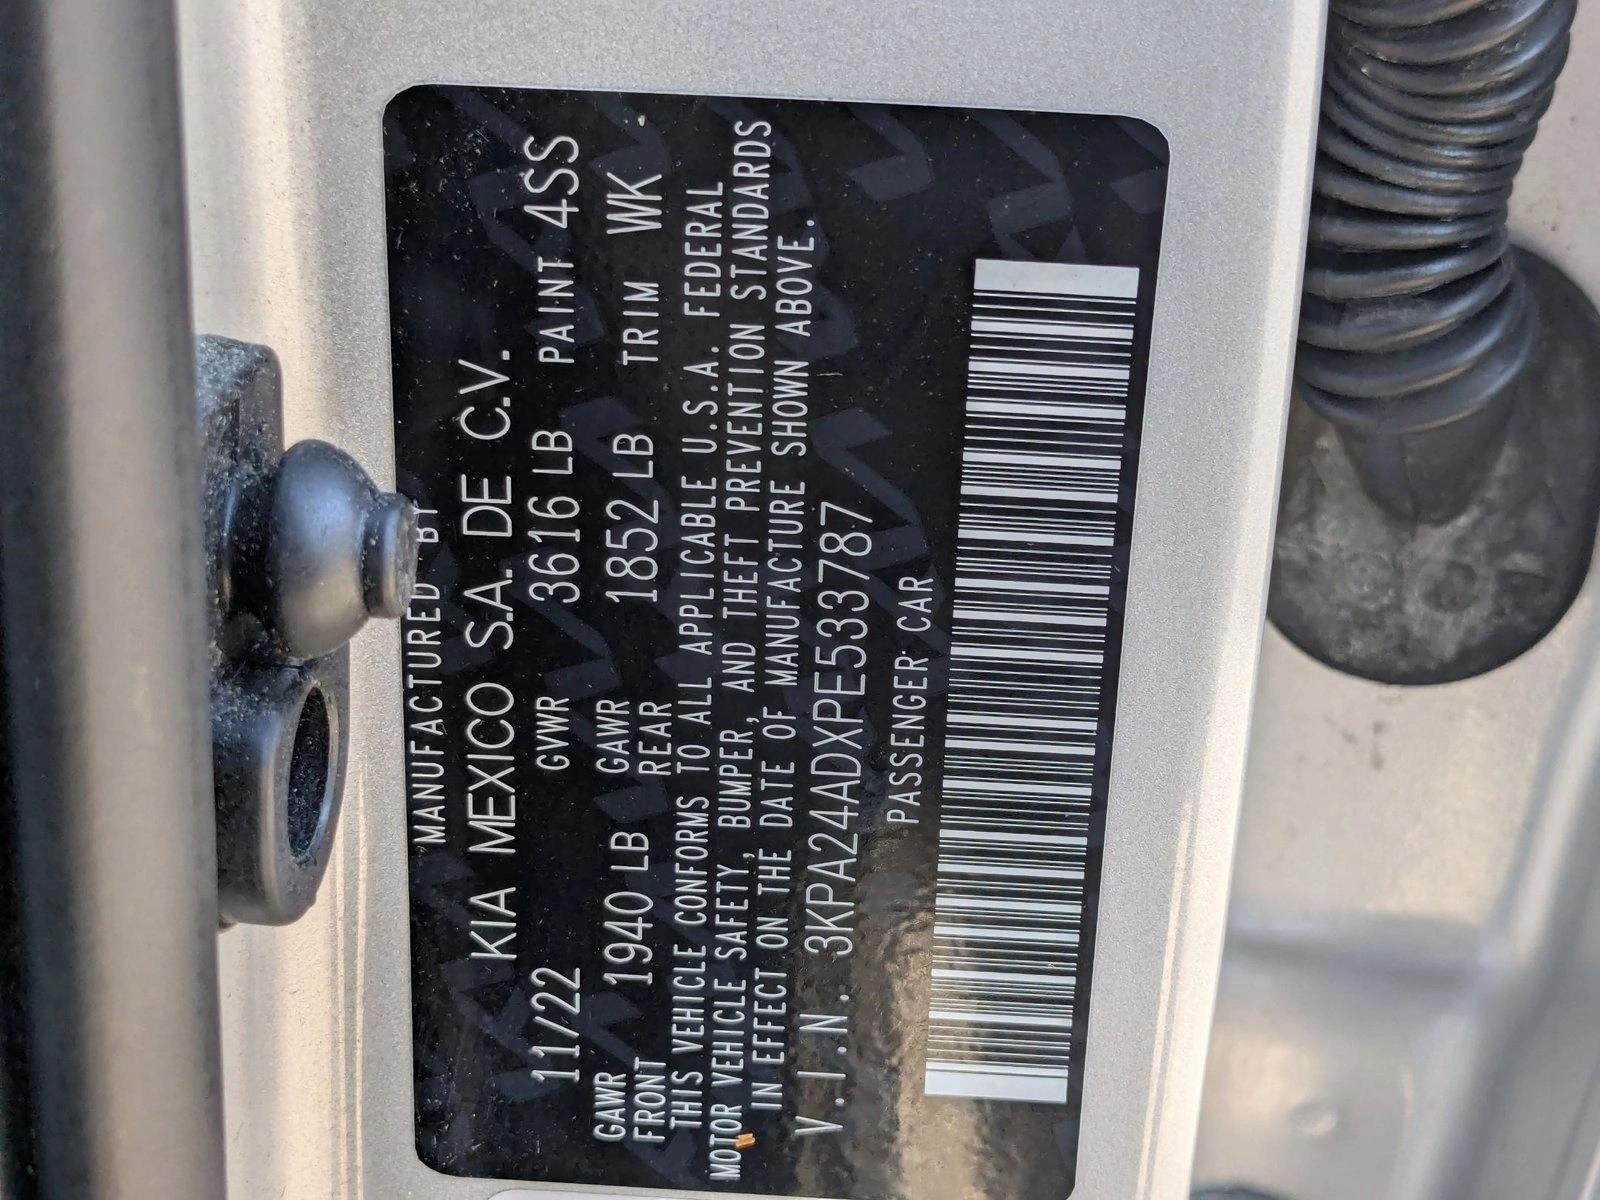 MANUFACTURED BY
KIA MEXICO S.A. DE C.V.
11/22 GVWR 3616 LB PAINT 4SS
GAWR FRONT 1940 LB GAWR REAR 1852 LB TRIM WK
THIS VEHICLE CONFORMS TO ALL APPLICABLE U.S.A. FEDERAL
MOTOR VEHICLE SAFETY, BUMPER, AND THEFT PREVENTION STANDARDS
IN EFFECT ON THE DATE OF MANUFACTURE SHOWN ABOVE.
V.I.N. 3KPA24ADXPE533787
PASSENGER CAR